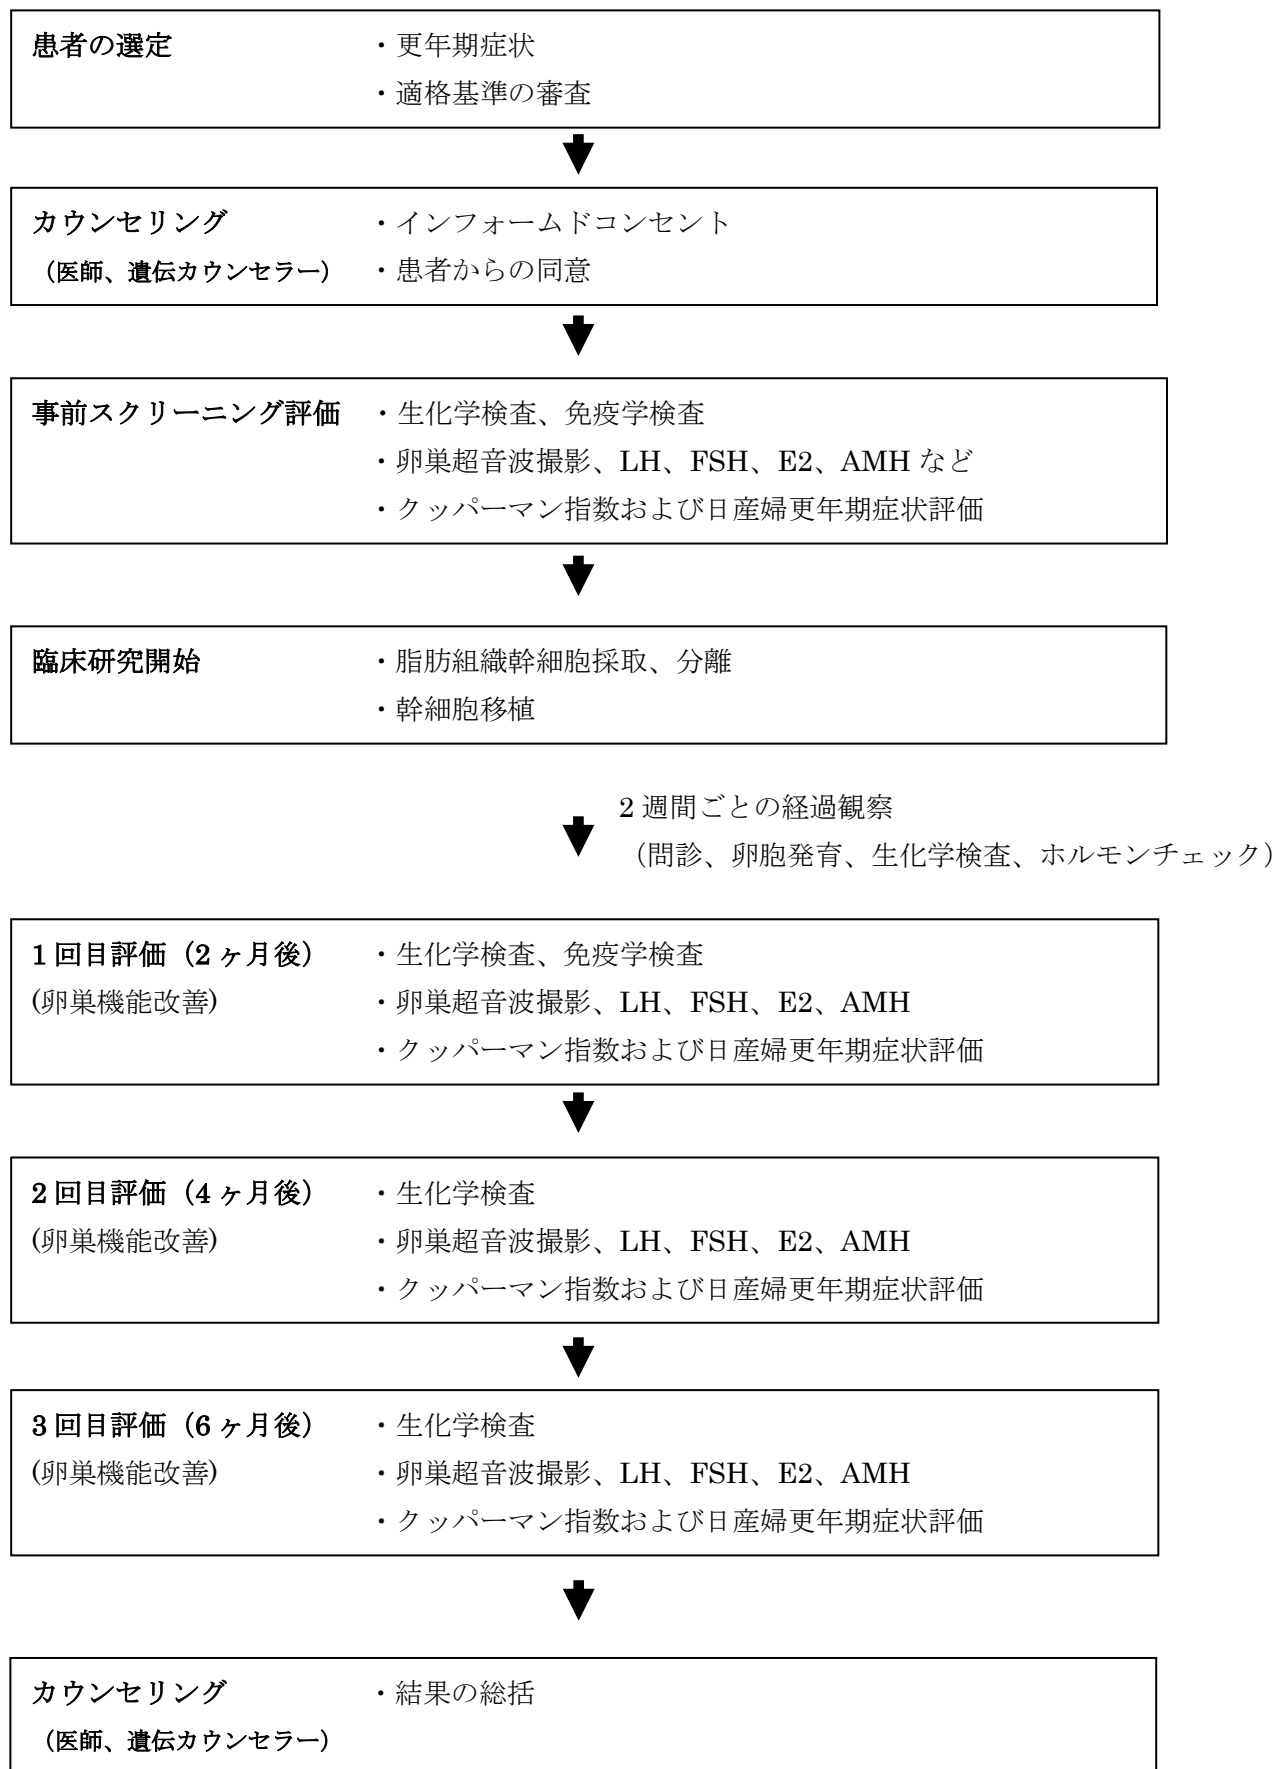 患者の選定 ・更年期症状
・適格基準の審査
カウンセリング ・インフォームドコンセント
（医師、遺伝カウンセラー） ・患者からの同意
事前スクリーニング評価 ・生化学検査、免疫学検査
・卵巣超音波撮影、LH、FSH、E2、AMH など
・クッパーマン指数および日産婦更年期症状評価
臨床研究開始 ・脂肪組織幹細胞採取、分離
・幹細胞移植
2 週間ごとの経過観察
（問診、卵胞発育、生化学検査、ホルモンチェック）
1 回目評価（2 ヶ月後） ・生化学検査、免疫学検査
(卵巣機能改善) ・卵巣超音波撮影、LH、FSH、E2、AMH
・クッパーマン指数および日産婦更年期症状評価
2 回目評価（4 ヶ月後） ・生化学検査
(卵巣機能改善) ・卵巣超音波撮影、LH、FSH、E2、AMH
・クッパーマン指数および日産婦更年期症状評価
3 回目評価（6 ヶ月後） ・生化学検査
(卵巣機能改善) ・卵巣超音波撮影、LH、FSH、E2、AMH
・クッパーマン指数および日産婦更年期症状評価
カウンセリング ・結果の総括
（医師、遺伝カウンセラー）